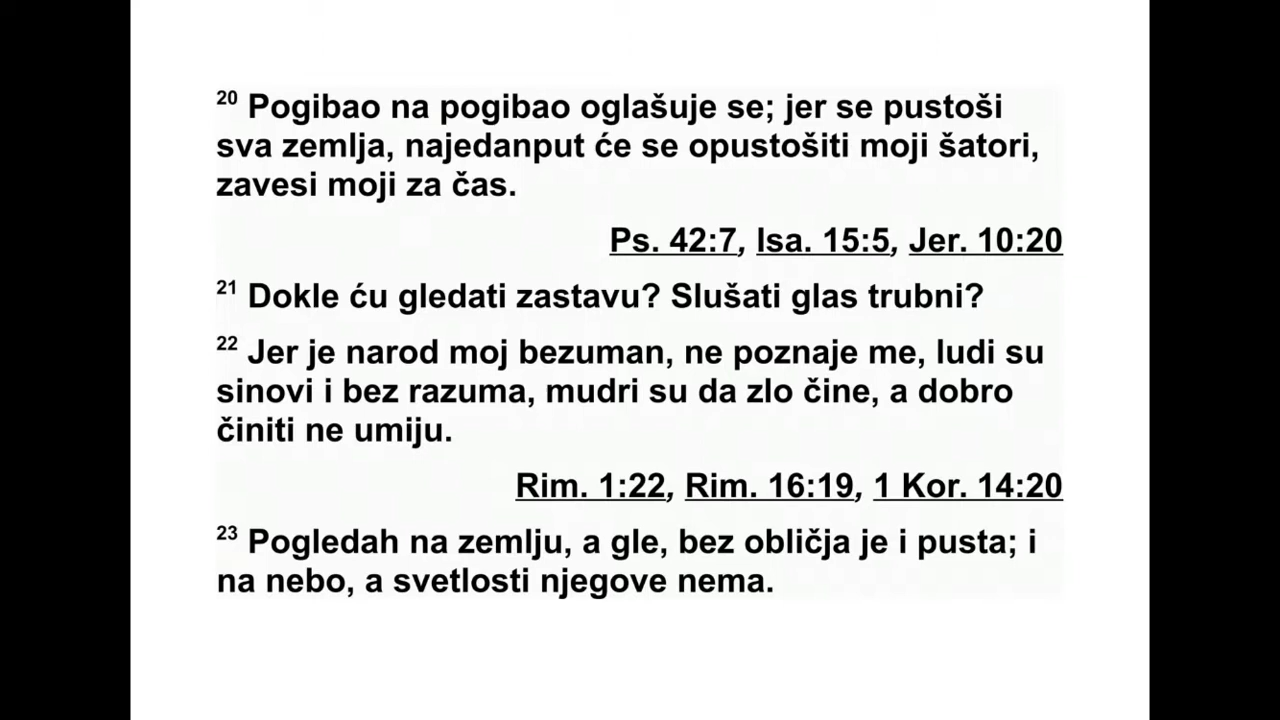 20 Pogibao na pogibao oglašuje se; jer se pustoši
sva zemlja, najedanput će se opustošiti moji šatori,
zavesi moji za čas.
Ps. 42:7, Isa. 15:5, Jer. 10:20
21 Dokle ću gledati zastavu? Slušati glas trubni?
22 Jer je narod moj bezuman, ne poznaje me, ludi su
sinovi i bez razuma, mudri su da zlo čine, a dobro
činiti ne umiju.
Rim. 1:22, Rim. 16:19, 1 Kor. 14:20
23 Pogledah na zemlju, a gle, bez obličja je i pusta; i
na nebo, a svetlosti njegove nema.